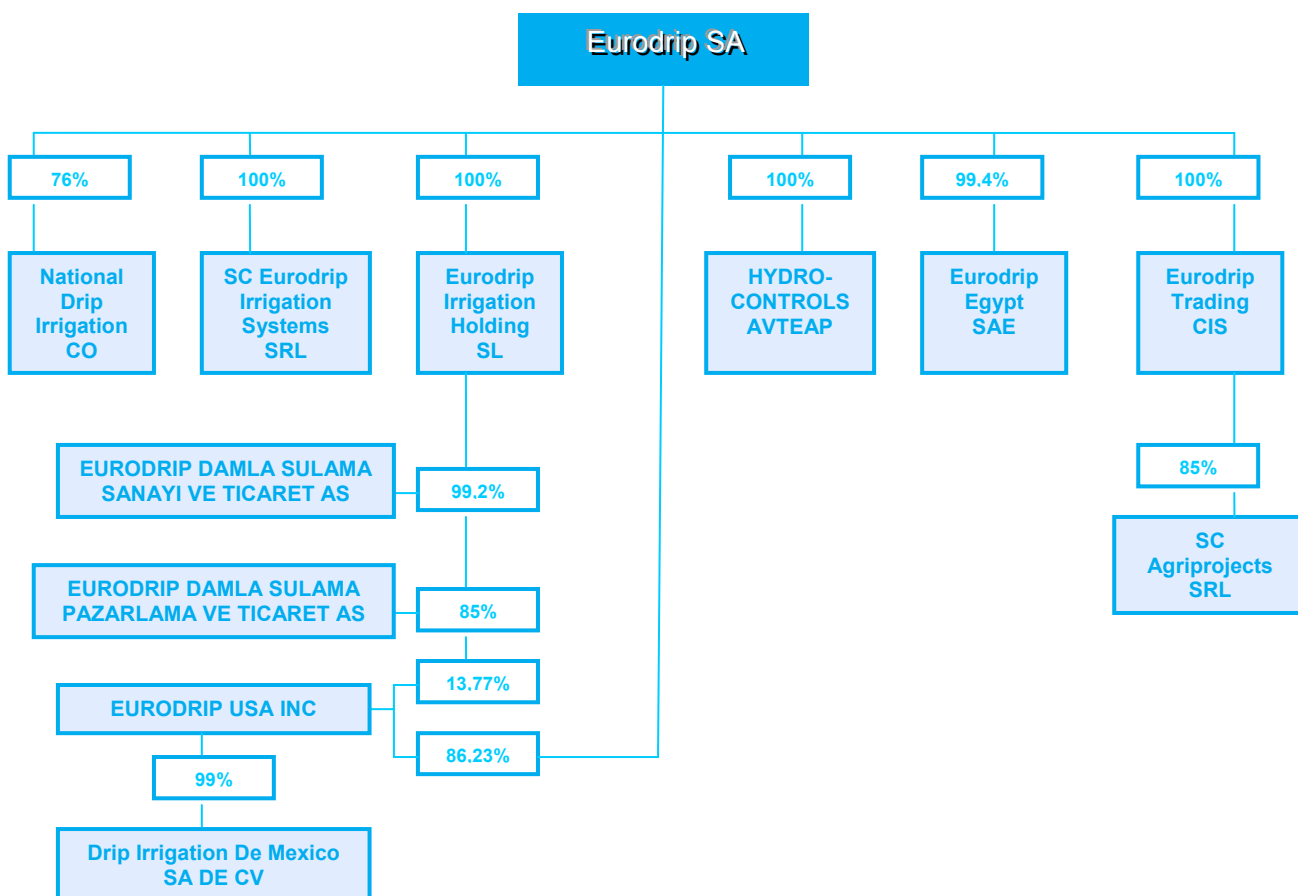 Eurodrip SA
76%
100%
100%
100%
99.4%
100%
National
Drip
Irrigation
CO
SC Eurodrip
Irrigation
Systems
SRL
Eurodrip
Irrigation
Holding
SL
HYDRO-
CONTROLS
AVTEAP
Eurodrip
Egypt
SAE
Eurodrip
Trading
CIS
EURODRIP DAMLA SULAMA
SANAYI VE TICARET AS
99.2%
85%
SC
Agriprojects
SRL
EURODRIP DAMLA SULAMA
PAZARLAMA VE TICARET AS
85%
13.77%
EURODRIP USA INC
86.23%
99%
Drip Irrigation De Mexico
SA DE CV